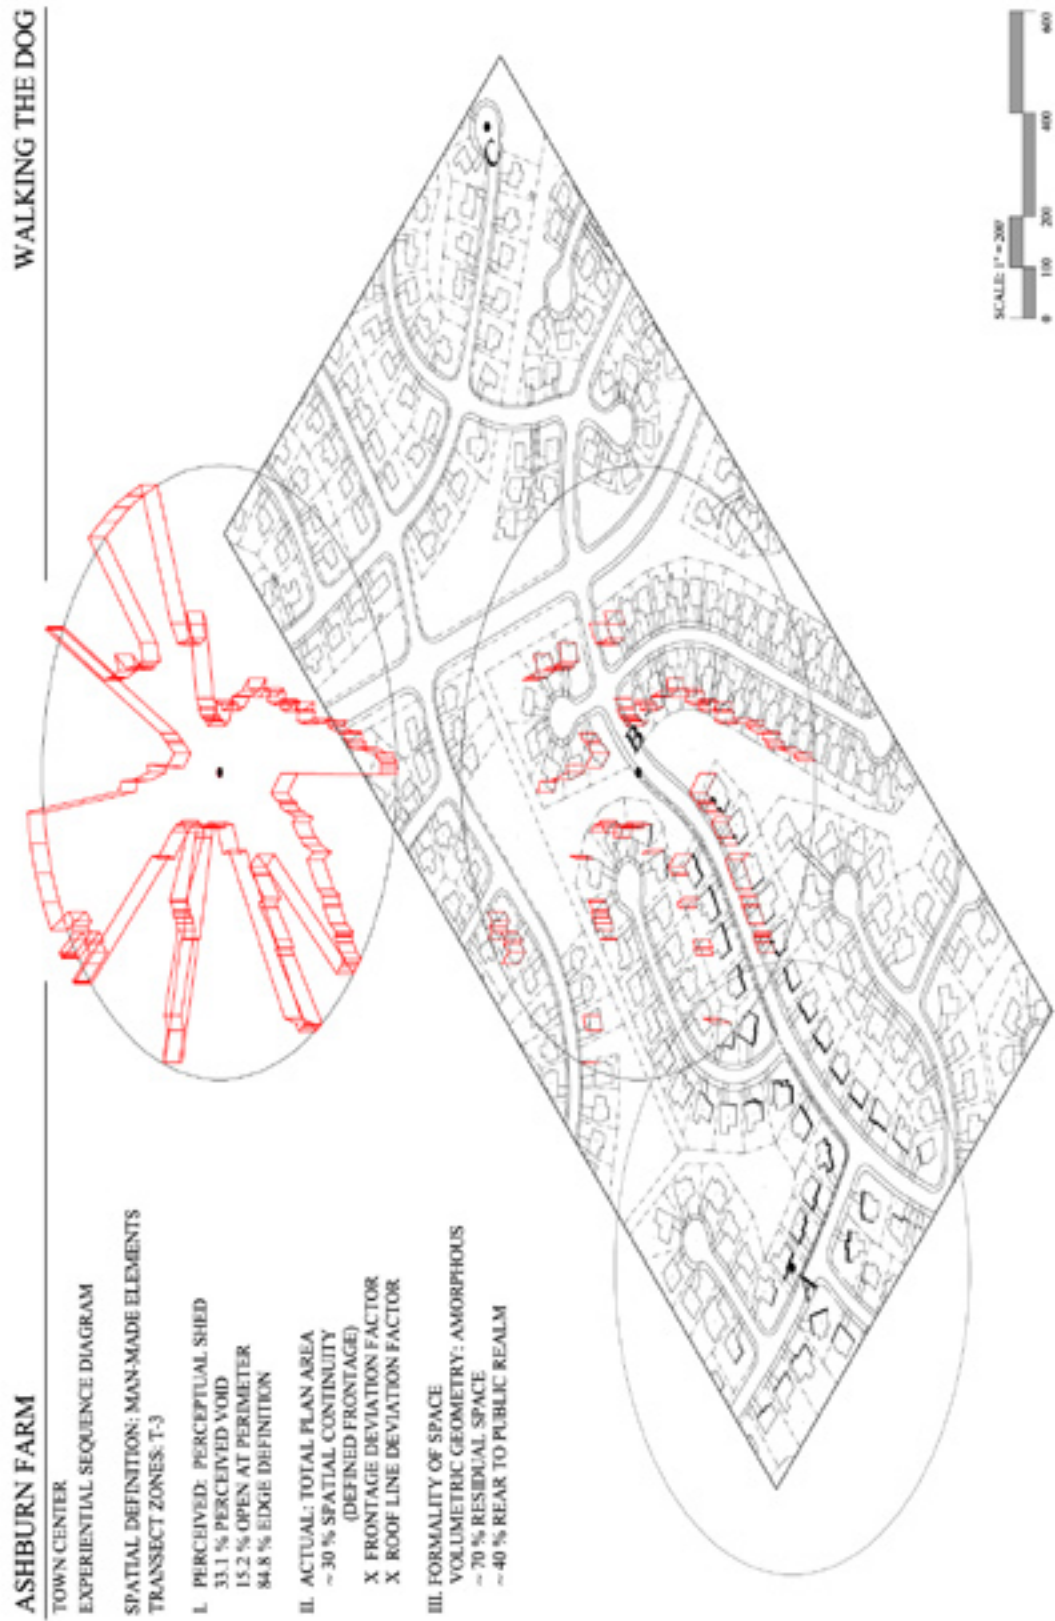 ASHBURN FARM
WALKING THE DOG
TOWN CENTER
EXPERIENTIAL SEQUENCE DIAGRAM
SPATIAL DEFINITION: MAN-MADE ELEMENTS
TRANSECT ZONES: T-3
I. PERCEIVED: PERCEPTUAL SHED
33.1 % PERCEIVED VOID
15.2 % OPEN AT PERIMETER
84.8 % EDGE DEFINITION
II. ACTUAL: TOTAL PLAN AREA
~ 30 % SPATIAL CONTINUITY
(DEFINED FRONTAGE)
X FRONTAGE DEVIATION FACTOR
X ROOF LINE DEVIATION FACTOR
III. FORMALITY OF SPACE
VOLUMETRIC GEOMETRY: AMORPHOUS
~ 70 % RESIDUAL SPACE
~ 40 % REAR TO PUBLIC REALM
A
B
C
SCALE: 1" = 200'
0 100 200 400 600